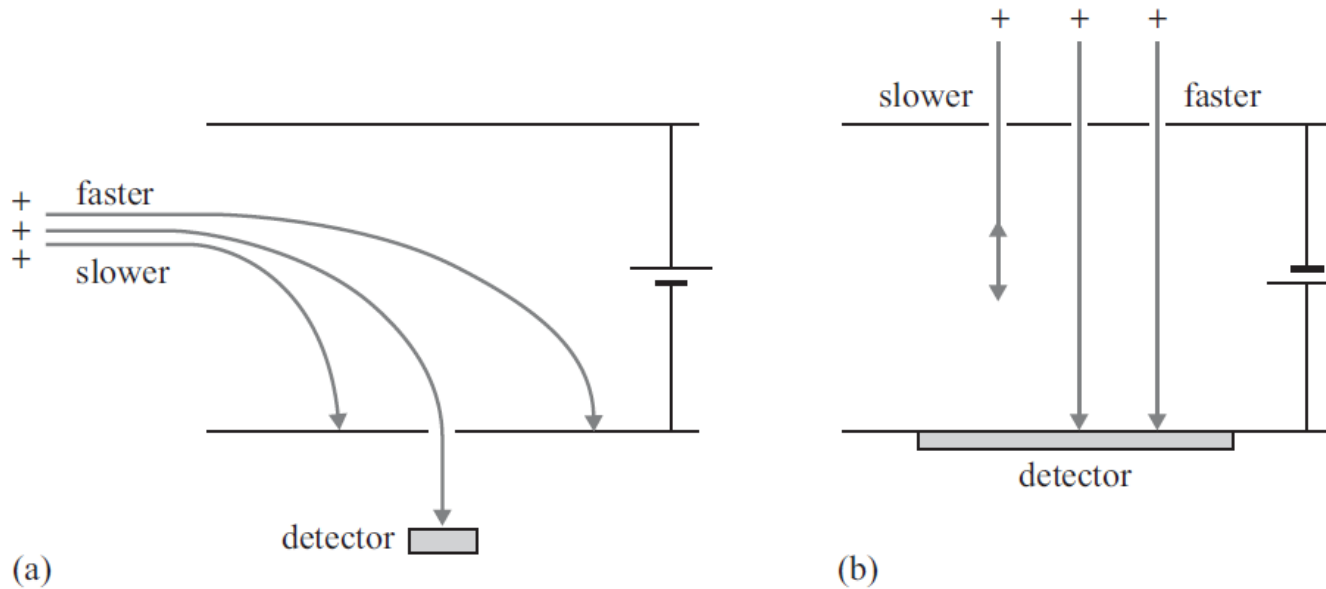 +
+
+
faster
slower
detector
(a)
+ + +
slower
faster
detector
(b)